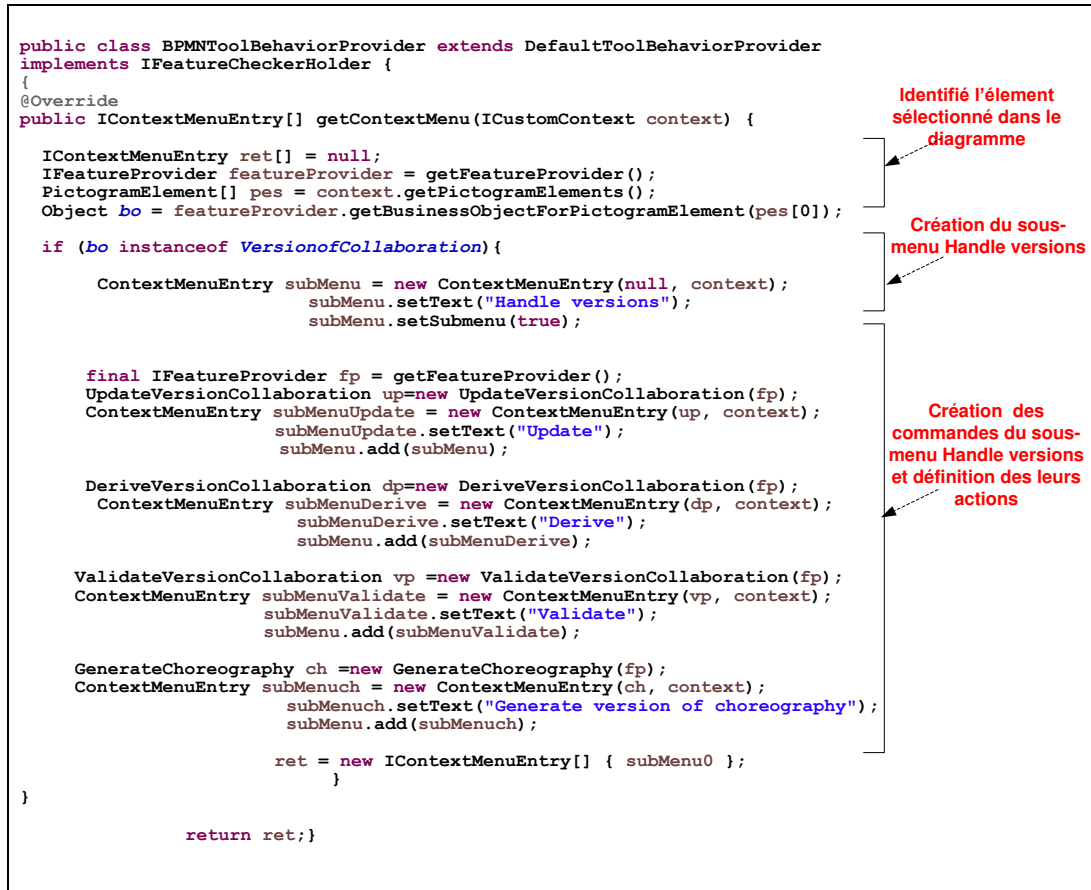 public class BPMNToolBehaviorProvider extends DefaultToolBehaviorProvider
implements IFeatureCheckerHolder {
{
@Override
public IContextMenuEntry[] getContextMenu(ICustomContext context) {
IContextMenuEntry ret[] = null;
IFeatureProvider featureProvider = getFeatureProvider();
PictogramElement[] pes = context.getPictogramElements();
Object bo = featureProvider.getBusinessObjectForPictogramElement(pes[0]);
Identifié l'élement
sélectionné dans le
diagramme
if (bo instanceof VersionofCollaboration){
ContextMenuEntry subMenu = new ContextMenuEntry(null, context);
subMenu.setText("Handle versions");
subMenu.setSubmenu(true);
Création du sous-
menu Handle versions
final IFeatureProvider fp = getFeatureProvider();
UpdateVersionCollaboration up=new UpdateVersionCollaboration(fp);
ContextMenuEntry subMenuUpdate = new ContextMenuEntry(up, context);
subMenuUpdate.setText("Update");
subMenu.add(subMenu);
DeriveVersionCollaboration dp=new DeriveVersionCollaboration(fp);
ContextMenuEntry subMenuDerive = new ContextMenuEntry(dp, context);
subMenuDerive.setText("Derive");
subMenu.add(subMenuDerive);
ValidateVersionCollaboration vp =new ValidateVersionCollaboration(fp);
ContextMenuEntry subMenuValidate = new ContextMenuEntry(vp, context);
subMenuValidate.setText("Validate");
subMenu.add(subMenuValidate);
GenerateChoreography ch =new GenerateChoreography(fp);
ContextMenuEntry subMenuch = new ContextMenuEntry(ch, context);
subMenuch.setText("Generate version of choreography");
subMenu.add(subMenuch);
ret = new IContextMenuEntry[] { subMenu0 };
}
}
return ret;}
Création des
commandes du sous-
menu Handle versions
et définition des leurs
actions